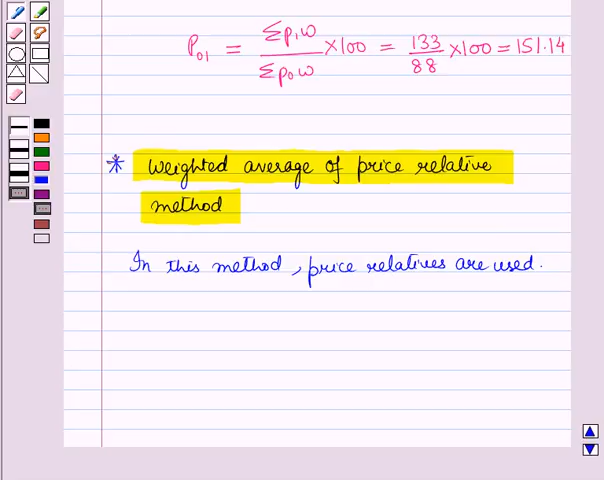 P01 = Σp1w/Σp0w ×100 = 133/88 ×100 = 151.14
* Weighted average of price relative
method
In this method, price relatives are used.